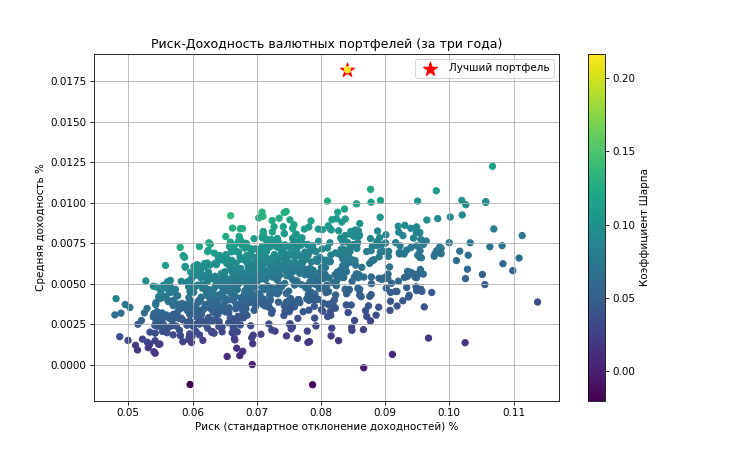 Риск-Доходность валютных портфелей (за три года)
Лучший портфель
0.0175
0.0150
0.0125
0.0100
0.0075
0.0050
0.0025
0.0000
Средняя доходность %
0.05 0.06 0.07 0.08 0.09 0.10 0.11
Риск (стандартное отклонение доходностей) %
0.20
0.15
0.10
0.05
0.00
Коэффициент Шарпа